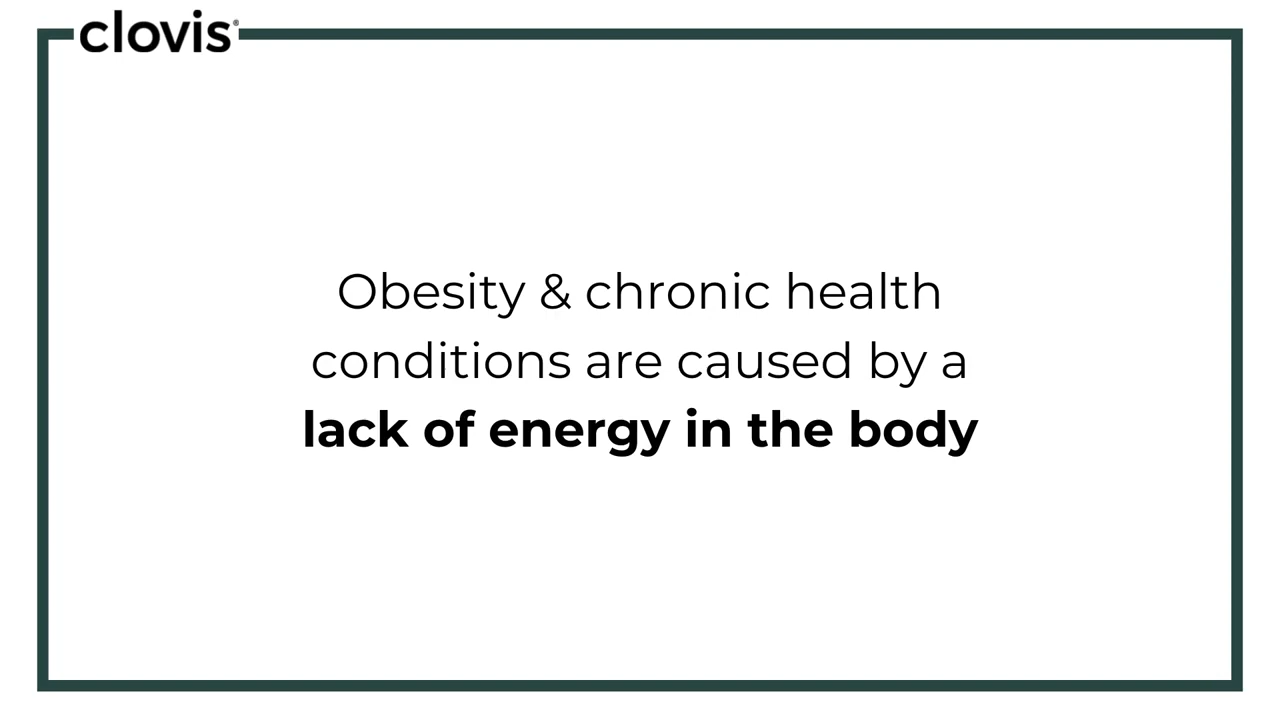 clovis®
Obesity & chronic health
conditions are caused by a
lack of energy in the body